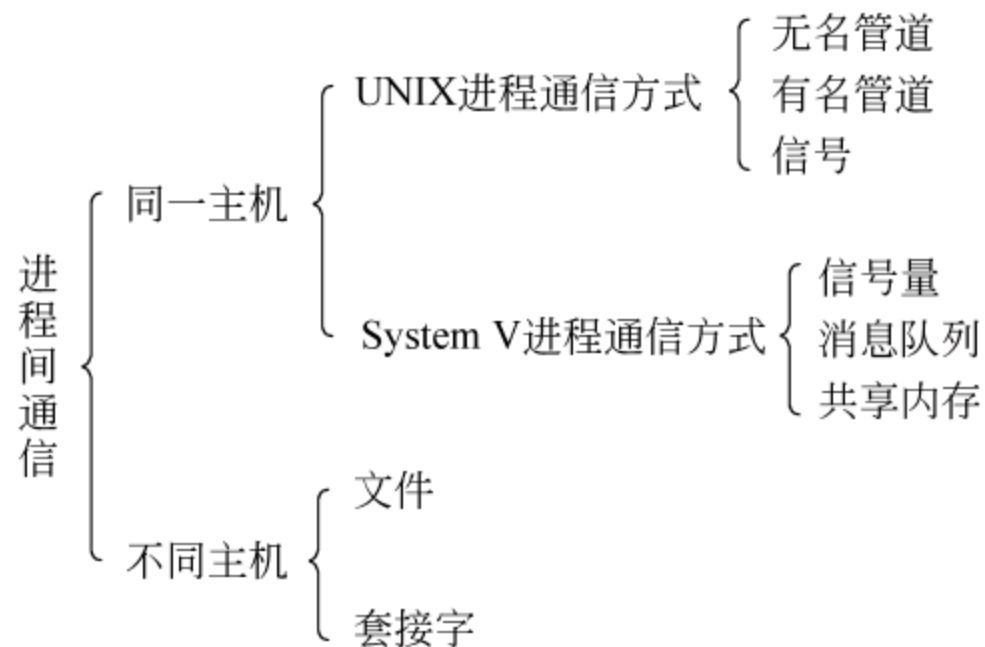 进程间通信
同一主机
UNIX进程通信方式
无名管道
有名管道
信号
System V进程通信方式
信号量
消息队列
共享内存
不同主机
文件
套接字